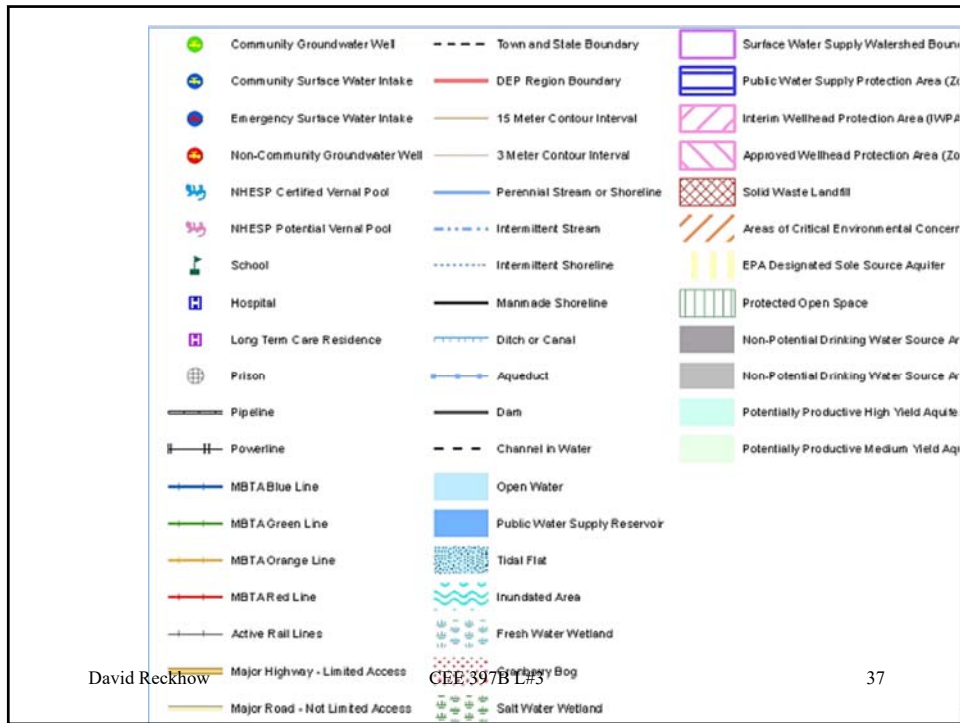 Community Groundwater Well
Community Surface Water Intake
Emergency Surface Water Intake
Non-Community Groundwater Well
NHESP Certified Vernal Pool
NHESP Potential Vernal Pool
School
H Hospital
H Long Term Care Residence
Prison
Pipeline
Powerline
MBTA Blue Line
MBTA Green Line
MBTA Orange Line
MBTA Red Line
Active Rail Lines
Major Highway - Limited Access
Major Road - Not Limited Access
Town and State Boundary
DEP Region Boundary
15 Meter Contour Interval
3 Meter Contour Interval
Perennial Stream or Shoreline
Intermittent Stream
Intermittent Shoreline
Manmade Shoreline
Ditch or Canal
Aqueduct
Dam
Channel in Water
Open Water
Public Water Supply Reservoir
Tidal Flat
Inundated Area
Fresh Water Wetland
Cranberry Bog
Salt Water Wetland
Surface Water Supply Watershed Boun
Public Water Supply Protection Area (Zo
Interim Wellhead Protection Area (IWPA
Approved Wellhead Protection Area (Zo
Solid Waste Landfill
Areas of Critical Environmental Concern
EPA Designated Sole Source Aquifer
Protected Open Space
Non-Potential Drinking Water Source Ar
Non-Potential Drinking Water Source Ar
Potentially Productive High Yield Aquife
Potentially Productive Medium Yield Aqu
David Reckhow CEE 397B L#3 37